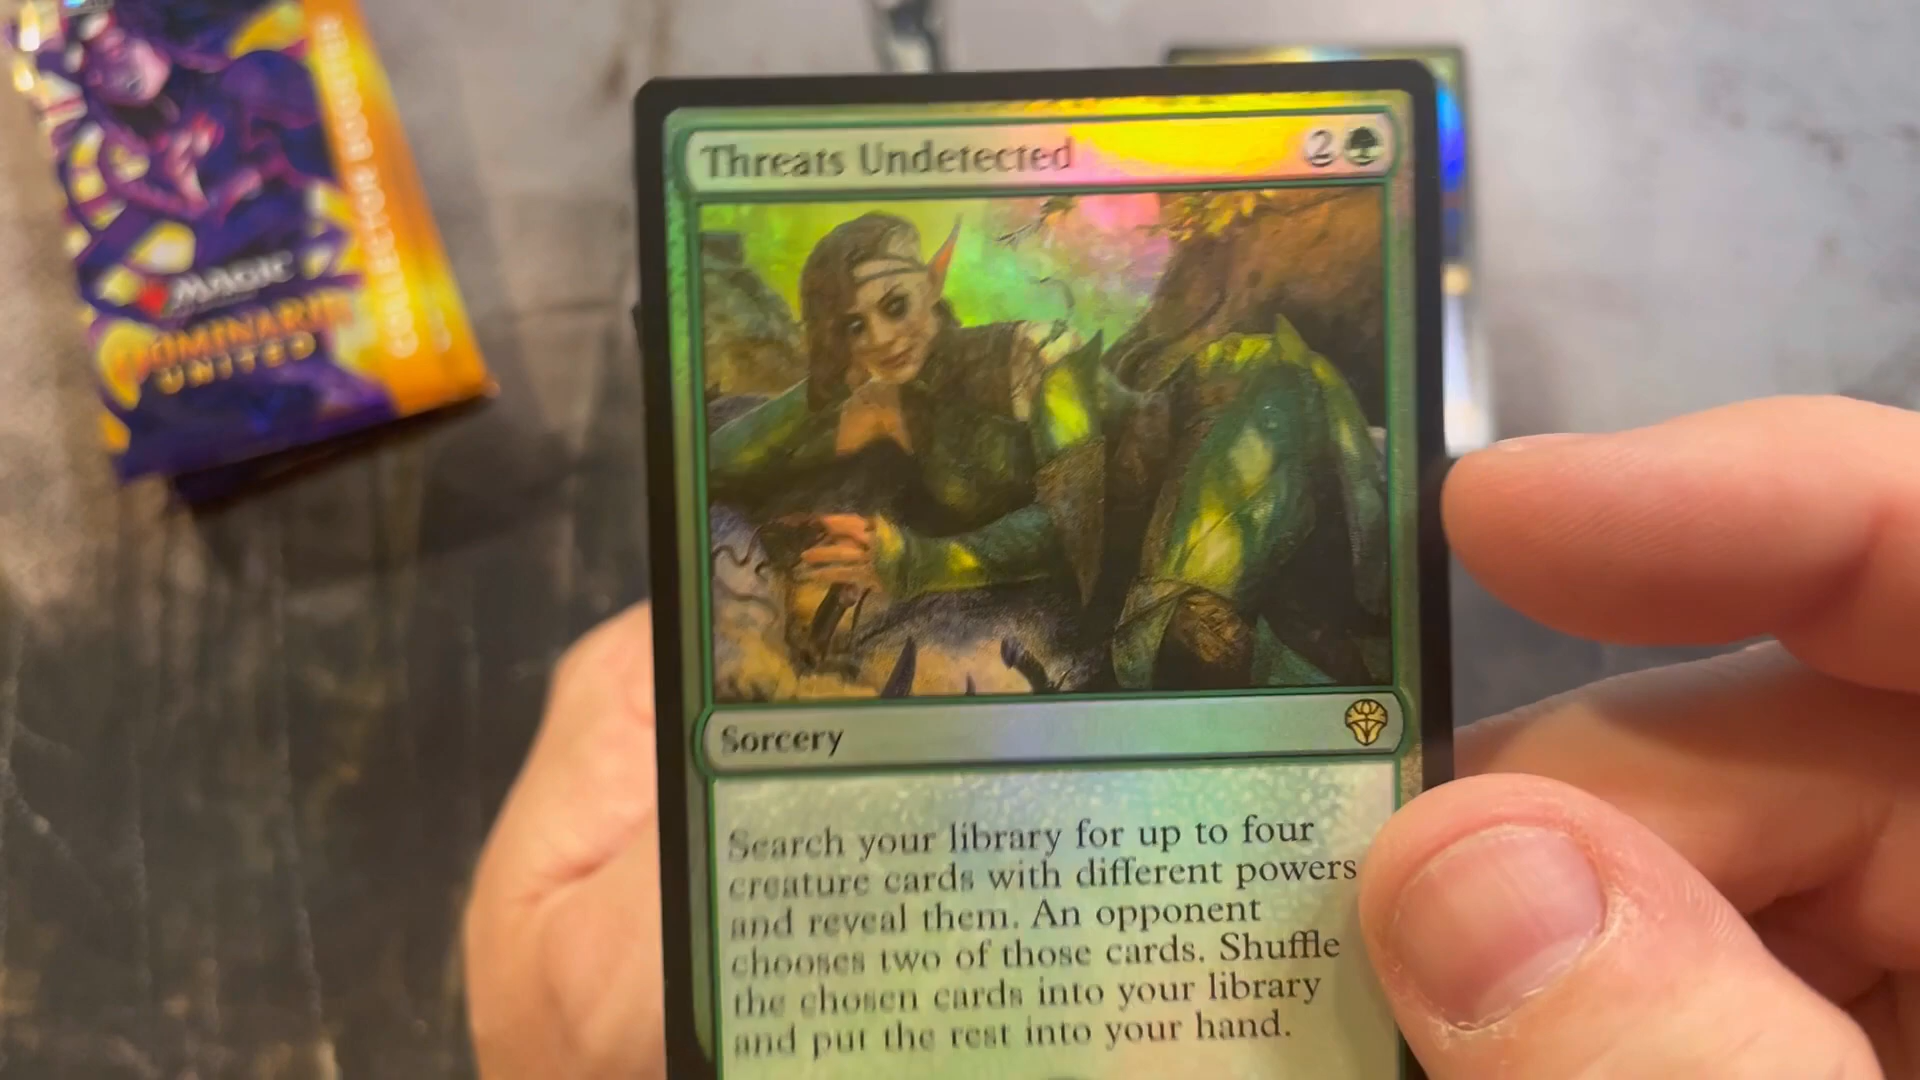 COLLECTOR BOOSTER
MAGIC
DOMINARIA
UNITED
Threats Undetected
2
Sorcery
Search your library for up to four
creature cards with different powers
and reveal them. An opponent
chooses two of those cards. Shuffle
the chosen cards into your library
and put the rest into your hand.